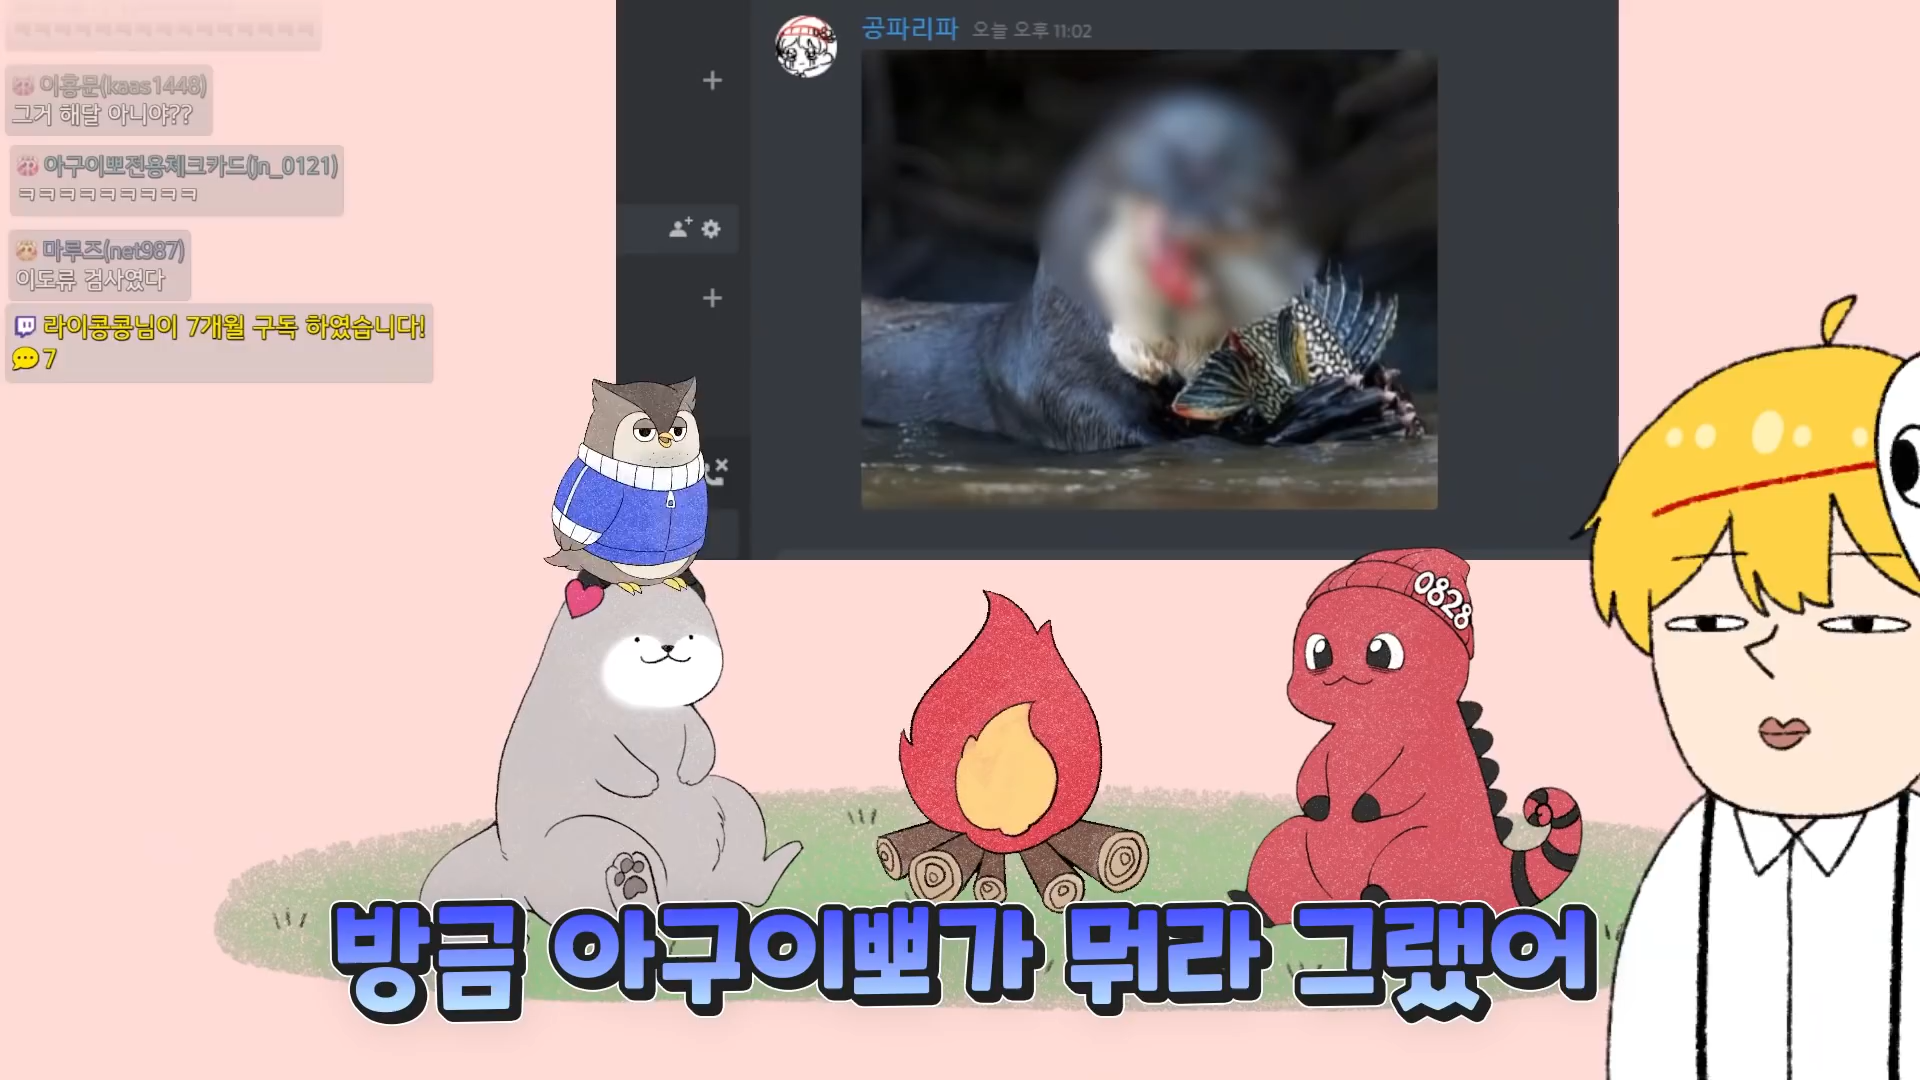 ㅋㅋㅋㅋㅋㅋㅋㅋㅋㅋㅋㅋㅋㅋㅋ
이홍문(kaas1448)
그거 해달 아니야??
아구이뽀전용체크카드(jn_0121)
ㅋㅋㅋㅋㅋㅋㅋㅋㅋ
마루즈(net987)
이도류 검사였다
라이콩콩님이 7개월 구독 하였습니다!
7
공파리파 오늘 오후 11:02
0828
방금 아구이뽀가 뭐라 그랬어